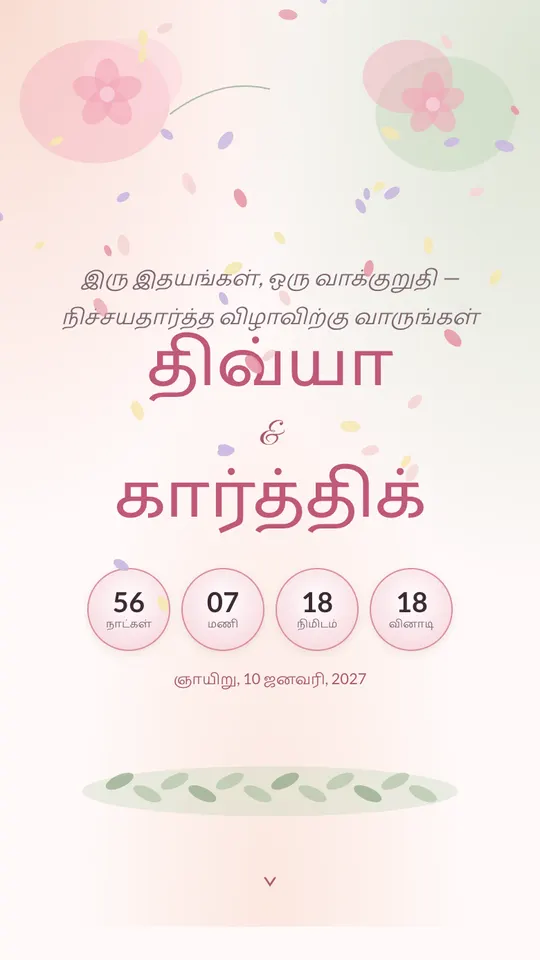 இரு இதயங்கள், ஒரு வாக்குறுதி –
நிச்சயதார்த்த விழாவிற்கு வாருங்கள்
திவ்யா
&
கார்த்திக்
56 07 18 18
நாட்கள் மணி நிமிடம் வினாடி
ஞாயிறு, 10 ஜனவரி, 2027